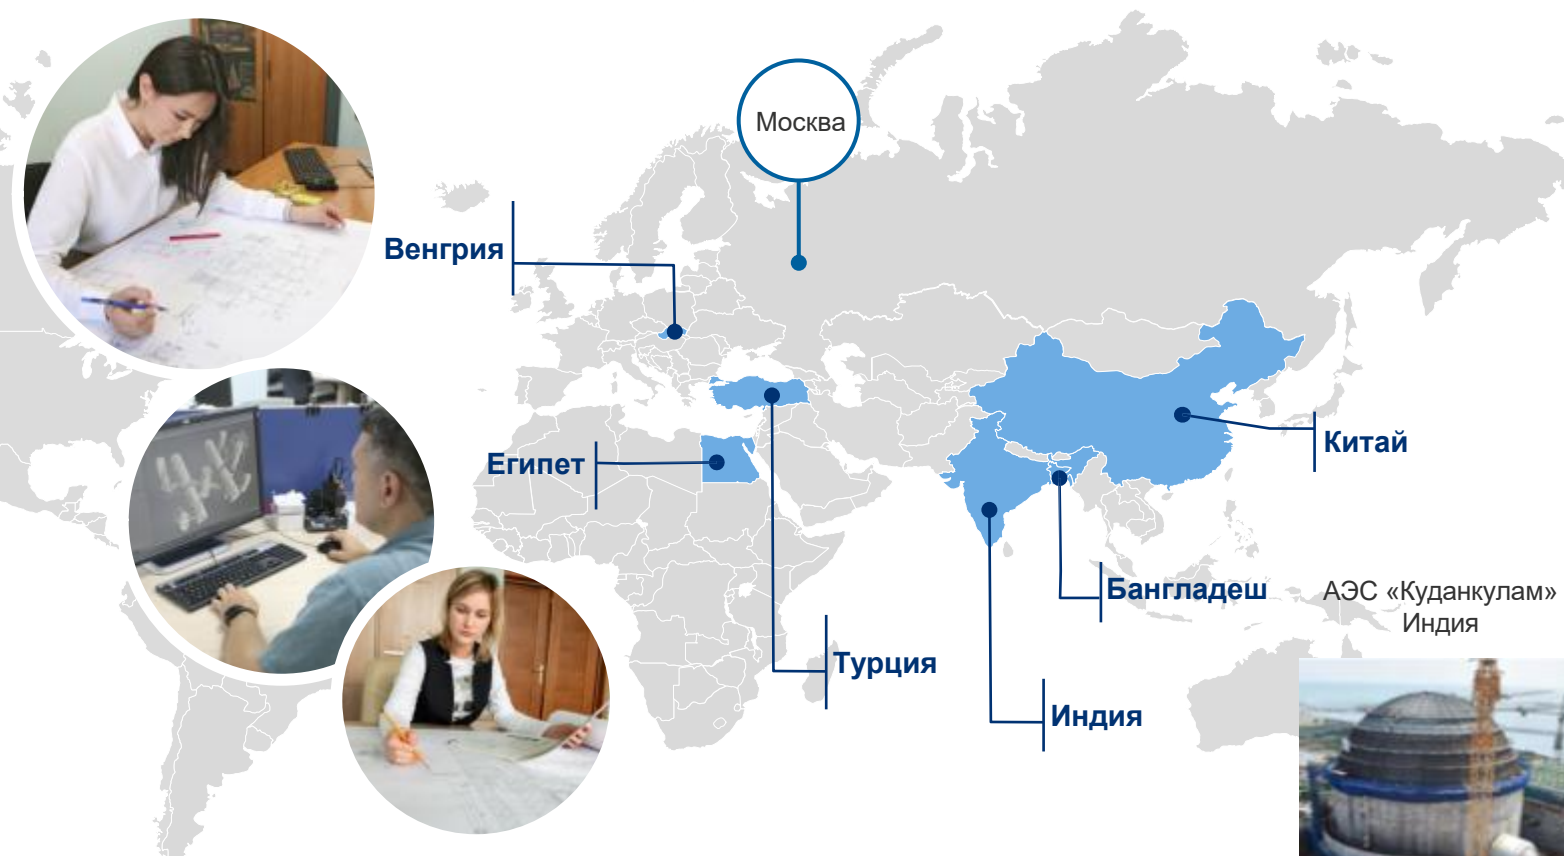 Москва
Венгрия
Египет
Китай
Бангладеш
АЭС «Куданкулам»
Индия
Турция
Индия